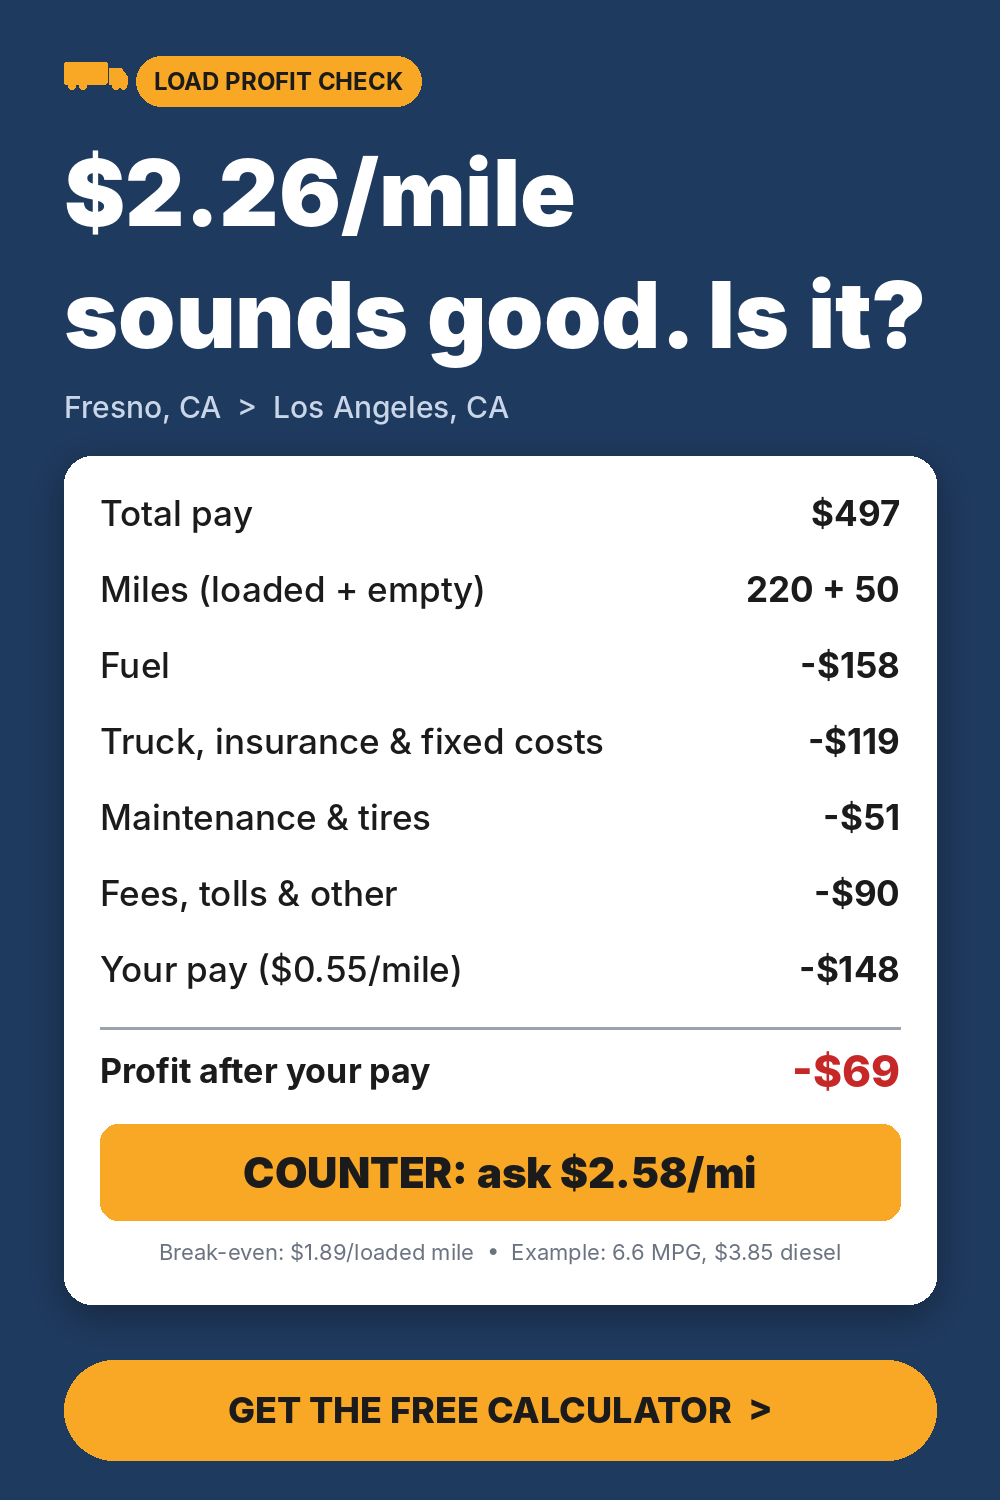 LOAD PROFIT CHECK
$2.26/mile
sounds good. Is it?
Fresno, CA > Los Angeles, CA
Total pay $497
Miles (loaded + empty) 220 + 50
Fuel -$158
Truck, insurance & fixed costs -$119
Maintenance & tires -$51
Fees, tolls & other -$90
Your pay ($0.55/mile) -$148
Profit after your pay -$69
COUNTER: ask $2.58/mi
Break-even: $1.89/loaded mile • Example: 6.6 MPG, $3.85 diesel
GET THE FREE CALCULATOR >